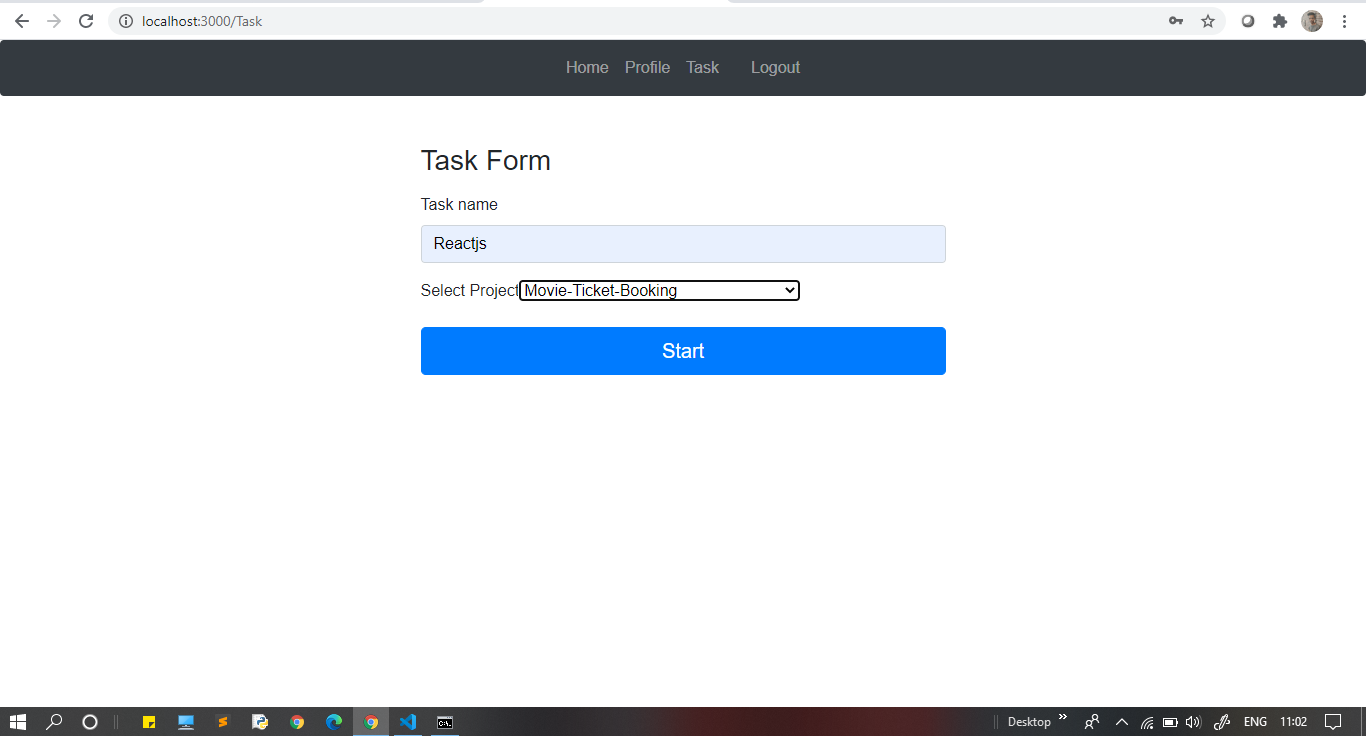 localhost:3000/Task
Home Profile Task Logout
Task Form
Task name
Reactjs
Select Project Movie-Ticket-Booking
Start
Desktop » ENG 11:02